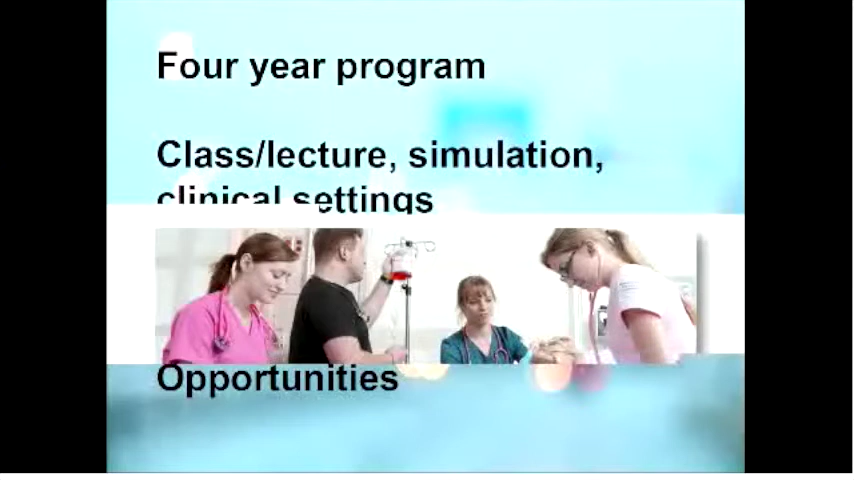 Four year program
Class/lecture, simulation,
clinical settings
Opportunities